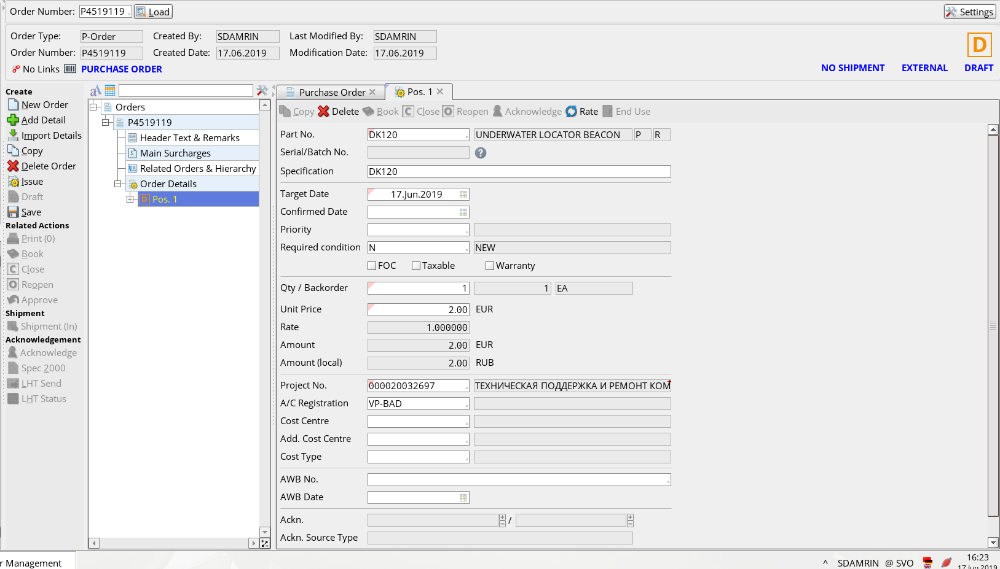 Order Number: P4519119 Load Settings
Order Type: P-Order Created By: SDAMRIN Last Modified By: SDAMRIN
D
Order Number: P4519119 Created Date: 17.06.2019 Modification Date: 17.06.2019
No Links PURCHASE ORDER NO SHIPMENT EXTERNAL DRAFT
Create
New Order
Add Detail
Import Details
Copy
Delete Order
Issue
Draft
Save
Related Actions
Print (0)
Book
Close
Reopen
Approve
Shipment
Shipment (In)
Acknowledgement
Acknowledge
Spec 2000
LHT Send
LHT Status
Orders
P4519119
Header Text & Remarks
Main Surcharges
Related Orders & Hierarchy
Order Details
D Pos. 1
Purchase Order Pos. 1
Copy Delete Book Close Reopen Acknowledge Rate End Use
Part No. DK120 UNDERWATER LOCATOR BEACON P R
Serial/Batch No. ?
Specification DK120
Target Date 17.Jun.2019
Confirmed Date
Priority
Required condition N NEW
FOC Taxable Warranty
Qty / Backorder 1 1 EA
Unit Price 2.00 EUR
Rate 1.000000
Amount 2.00 EUR
Amount (local) 2.00 RUB
Project No. 000020032697 ТЕХНИЧЕСКАЯ ПОДДЕРЖКА И РЕМОНТ КОМ
A/C Registration VP-BAD
Cost Centre
Add. Cost Centre
Cost Type
AWB No.
AWB Date
Ackn. /
Ackn. Source Type
r Management ^ SDAMRIN @ SVO 16:23
17 Jun 2019